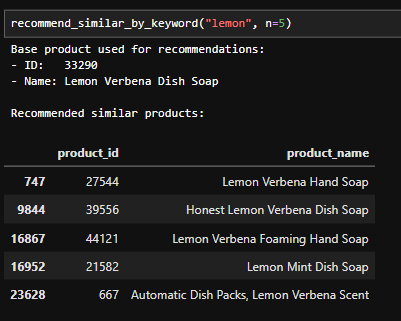 recommend_similar_by_keyword("lemon", n=5)
Base product used for recommendations:
- ID:   33290
- Name: Lemon Verbena Dish Soap
Recommended similar products:
product_id product_name
747 27544 Lemon Verbena Hand Soap
9844 39556 Honest Lemon Verbena Dish Soap
16867 44121 Lemon Verbena Foaming Hand Soap
16952 21582 Lemon Mint Dish Soap
23628 667 Automatic Dish Packs, Lemon Verbena Scent